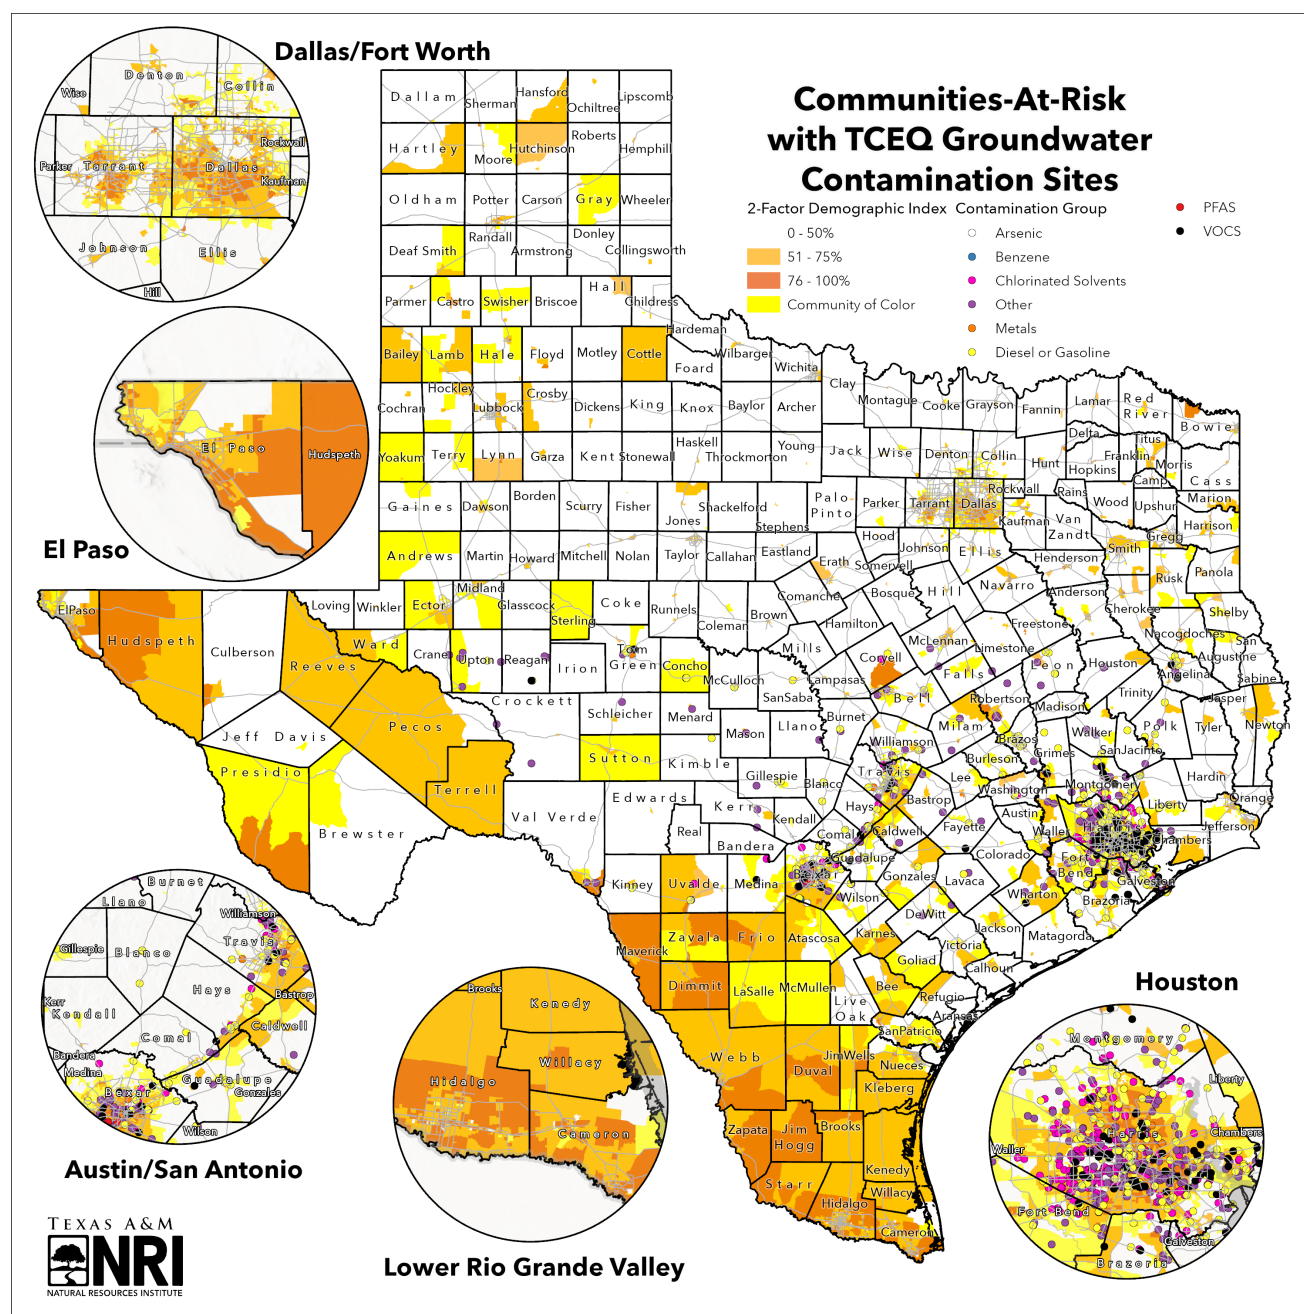 Dallas/Fort Worth
Communities-At-Risk
with TCEQ Groundwater
Contamination Sites
2-Factor Demographic Index
0 - 50%
51 - 75%
76 - 100%
Community of Color
Contamination Group
Arsenic
Benzene
Chlorinated Solvents
Other
Metals
Diesel or Gasoline
PFAS
VOCS
Denton
Collin
Wise
Rockwall
Parker
Tarrant
Dallas
Kaufman
Johnson
Ellis
Hill
El Paso
Hudspeth
El Paso
Dallam
Sherman
Hansford
Ochiltree
Lipscomb
Hartley
Moore
Hutchinson
Roberts
Hemphill
Oldham
Potter
Carson
Gray
Wheeler
Deaf Smith
Randall
Armstrong
Donley
Collingsworth
Parmer
Castro
Swisher
Briscoe
Hall
Childress
Hardeman
Bailey
Lamb
Hale
Floyd
Motley
Cottle
Foard
Wilbarger
Wichita
Clay
Montague
Cooke
Grayson
Fannin
Lamar
Red
River
Bowie
Cochran
Hockley
Lubbock
Crosby
Dickens
King
Knox
Baylor
Archer
Delta
Titus
Franklin
Morris
Cass
Yoakum
Terry
Lynn
Garza
Kent
Stonewall
Haskell
Throckmorton
Young
Jack
Wise
Denton
Collin
Hunt
Hopkins
Camp
Marion
Gaines
Dawson
Borden
Scurry
Fisher
Jones
Shackelford
Stephens
Palo
Pinto
Parker
Tarrant
Dallas
Rockwall
Kaufman
Rains
Wood
Upshur
Harrison
Van
Zandt
Gregg
Andrews
Martin
Howard
Mitchell
Nolan
Taylor
Callahan
Eastland
Erath
Hood
Somervell
Johnson
Ellis
Henderson
Smith
Rusk
Panola
ElPaso
Hudspeth
Culberson
Loving
Winkler
Ector
Midland
Glasscock
Sterling
Coke
Runnels
Coleman
Brown
Comanche
Hamilton
Bosque
Hill
Navarro
Anderson
Cherokee
Shelby
Reeves
Ward
Crane
Upton
Reagan
Irion
Tom
Green
Concho
McCulloch
Mills
SanSaba
Lampasas
Coryell
McLennan
Limestone
Freestone
Leon
Houston
Nacogdoches
San
Augustine
Angelina
Sabine
Jeff Davis
Pecos
Crockett
Schleicher
Menard
Mason
Llano
Burnet
Bell
Falls
Robertson
Madison
Trinity
Polk
Tyler
Jasper
Newton
Presidio
Brewster
Terrell
Val Verde
Sutton
Kimble
Gillespie
Blanco
Williamson
Travis
Milam
Brazos
Burleson
Grimes
Walker
SanJacinto
Hardin
Edwards
Kerr
Kendall
Hays
Lee
Bastrop
Washington
Montgomery
Liberty
Orange
Jefferson
Real
Bandera
Comal
Caldwell
Fayette
Austin
Waller
Harris
Chambers
Kinney
Uvalde
Medina
Bexar
Guadalupe
Gonzales
Lavaca
Colorado
Fort
Bend
Galveston
Wilson
DeWitt
Wharton
Brazoria
Maverick
Zavala
Frio
Atascosa
Karnes
Victoria
Jackson
Matagorda
Goliad
Calhoun
Dimmit
LaSalle
McMullen
Live
Oak
Bee
Refugio
Aransas
SanPatricio
Webb
Duval
JimWells
Nueces
Kleberg
Zapata
Jim
Hogg
Brooks
Kenedy
Starr
Hidalgo
Willacy
Cameron
Burnet
Llano
Williamson
Travis
Gillespie
Blanco
Kerr
Kendall
Hays
Bastrop
Caldwell
Comal
Bandera
Medina
Guadalupe
Gonzales
Bexar
Wilson
Austin/San Antonio
Brooks
Kenedy
Willacy
Hidalgo
Cameron
Lower Rio Grande Valley
Houston
Montgomery
Liberty
Harris
Chambers
Waller
Fort Bend
Galveston
Brazoria
TEXAS A&M
NRI
NATURAL RESOURCES INSTITUTE